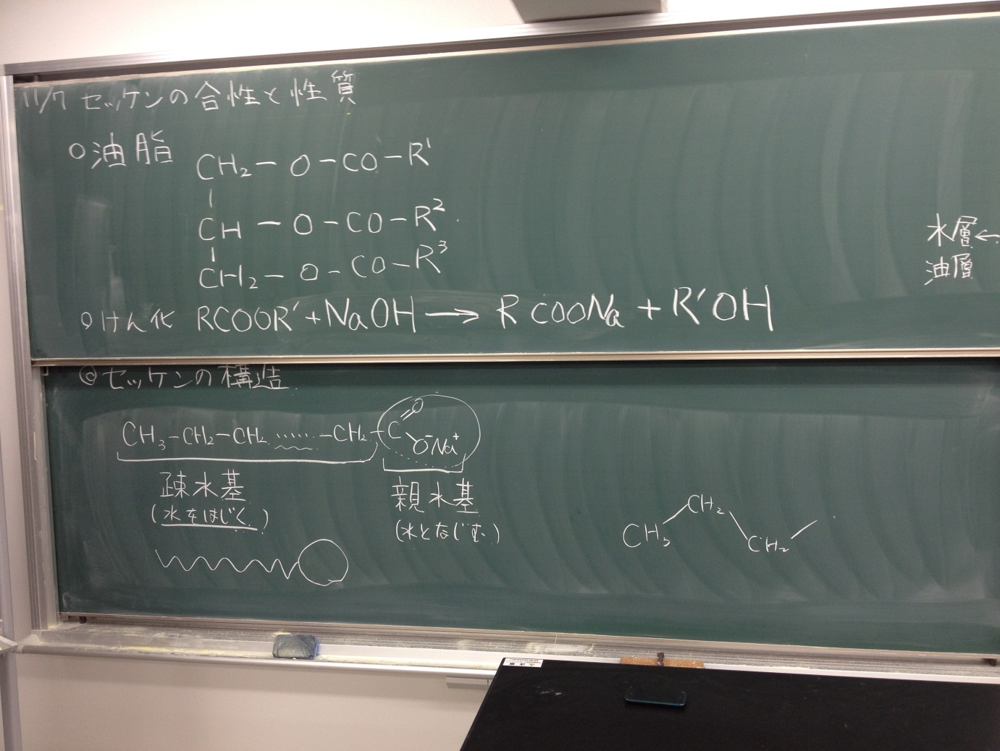 11/7 セッケンの合性と性質
○油脂
CH₂－O－CO－R¹
CH－O－CO－R²
CH₂－O－CO－R³
水層←
油層
○けん化 RCOOR'+NaOH→RCOONa+R'OH
◎セッケンの構造
CH₃－CH₂－CH₂……－CH₂－C
O
O⁻Na⁺
疎水基
(水をはじく)
親水基
(水となじむ)
CH₃
CH₂
CH₂